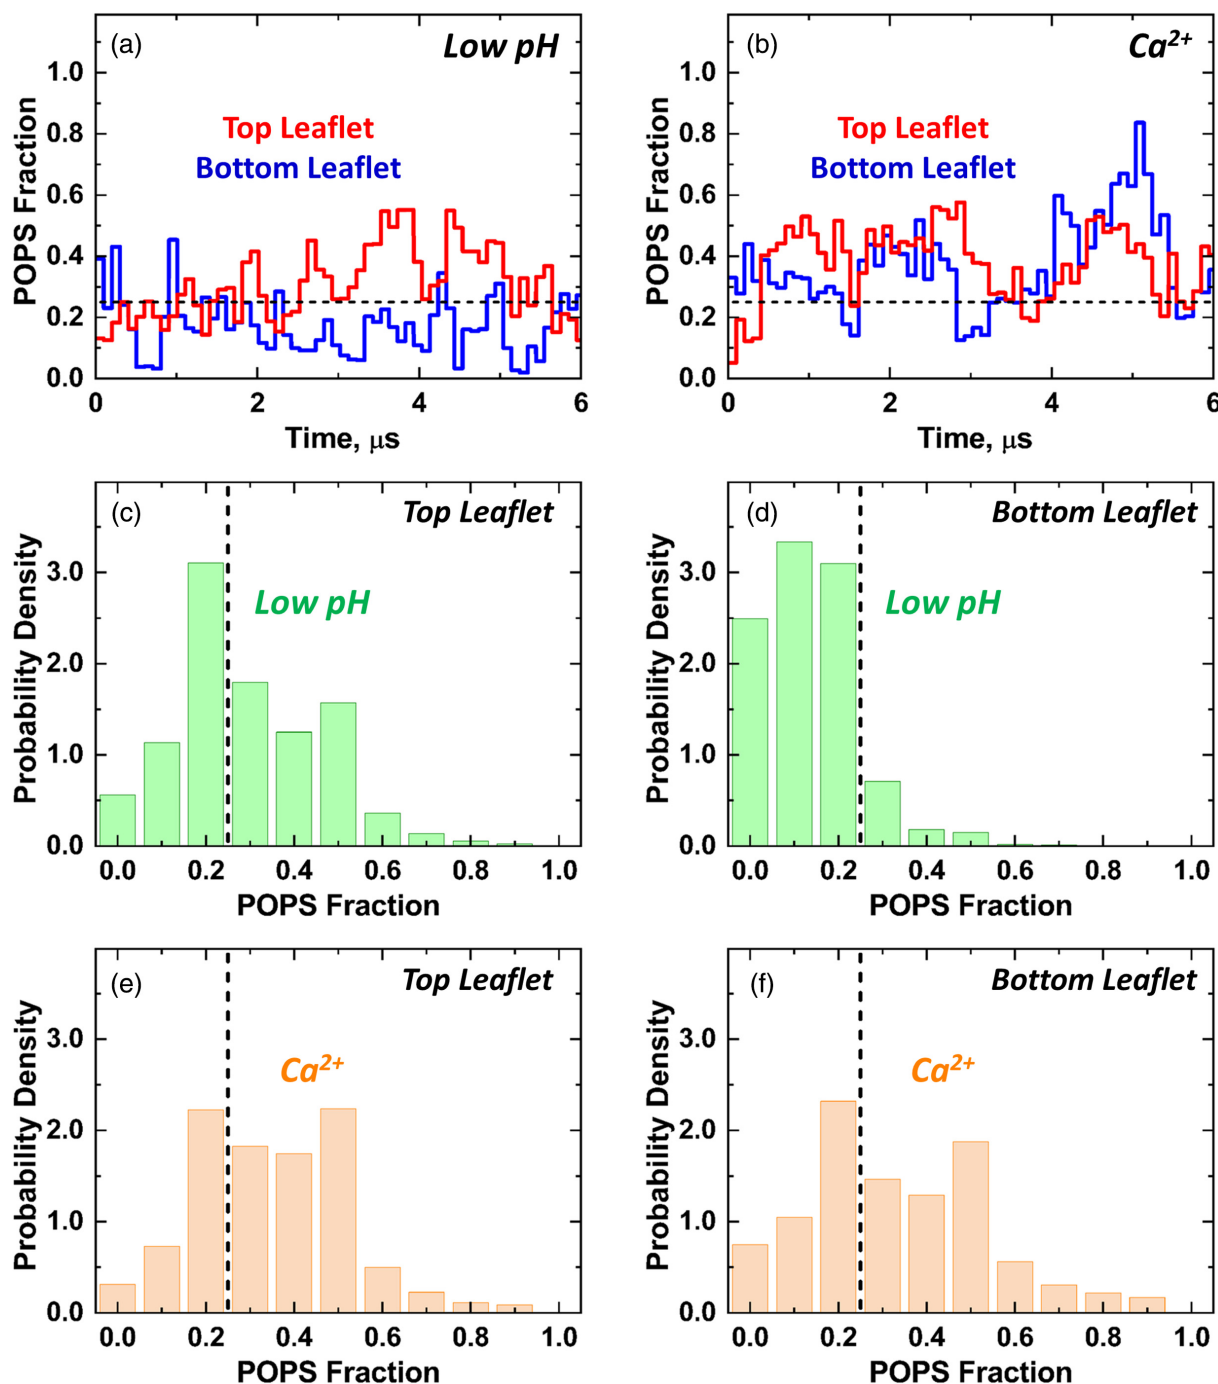 (a)
Low pH
Top Leaflet
Bottom Leaflet
POPS Fraction
1.0
0.8
0.6
0.4
0.2
0.0
0 2 4 6
Time, μs
(b)
Ca²⁺
Top Leaflet
Bottom Leaflet
POPS Fraction
1.0
0.8
0.6
0.4
0.2
0.0
0 2 4 6
Time, μs
(c)
Top Leaflet
Low pH
Probability Density
3.0
2.0
1.0
0.0
0.0 0.2 0.4 0.6 0.8 1.0
POPS Fraction
(d)
Bottom Leaflet
Low pH
Probability Density
3.0
2.0
1.0
0.0
0.0 0.2 0.4 0.6 0.8 1.0
POPS Fraction
(e)
Top Leaflet
Ca²⁺
Probability Density
3.0
2.0
1.0
0.0
0.0 0.2 0.4 0.6 0.8 1.0
POPS Fraction
(f)
Bottom Leaflet
Ca²⁺
Probability Density
3.0
2.0
1.0
0.0
0.0 0.2 0.4 0.6 0.8 1.0
POPS Fraction